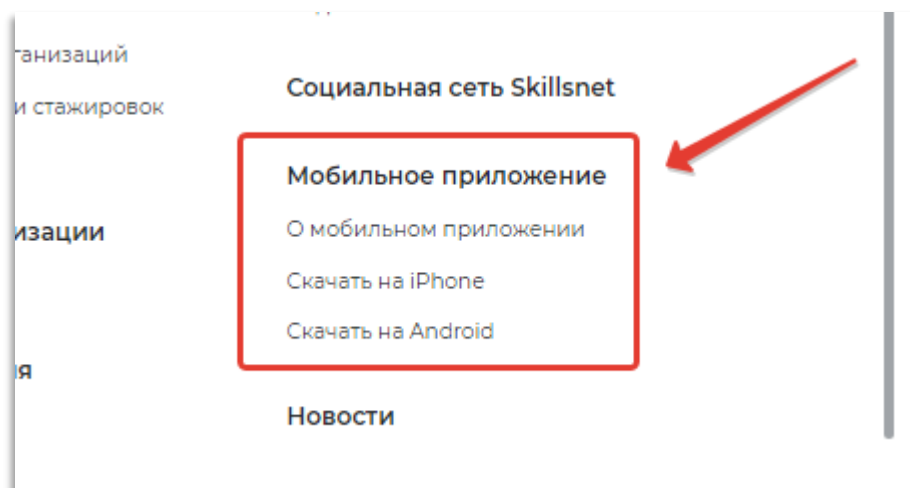 ганизаций
и стажировок
изации
я
Социальная сеть Skillsnet
Мобильное приложение
О мобильном приложении
Скачать на iPhone
Скачать на Android
Новости